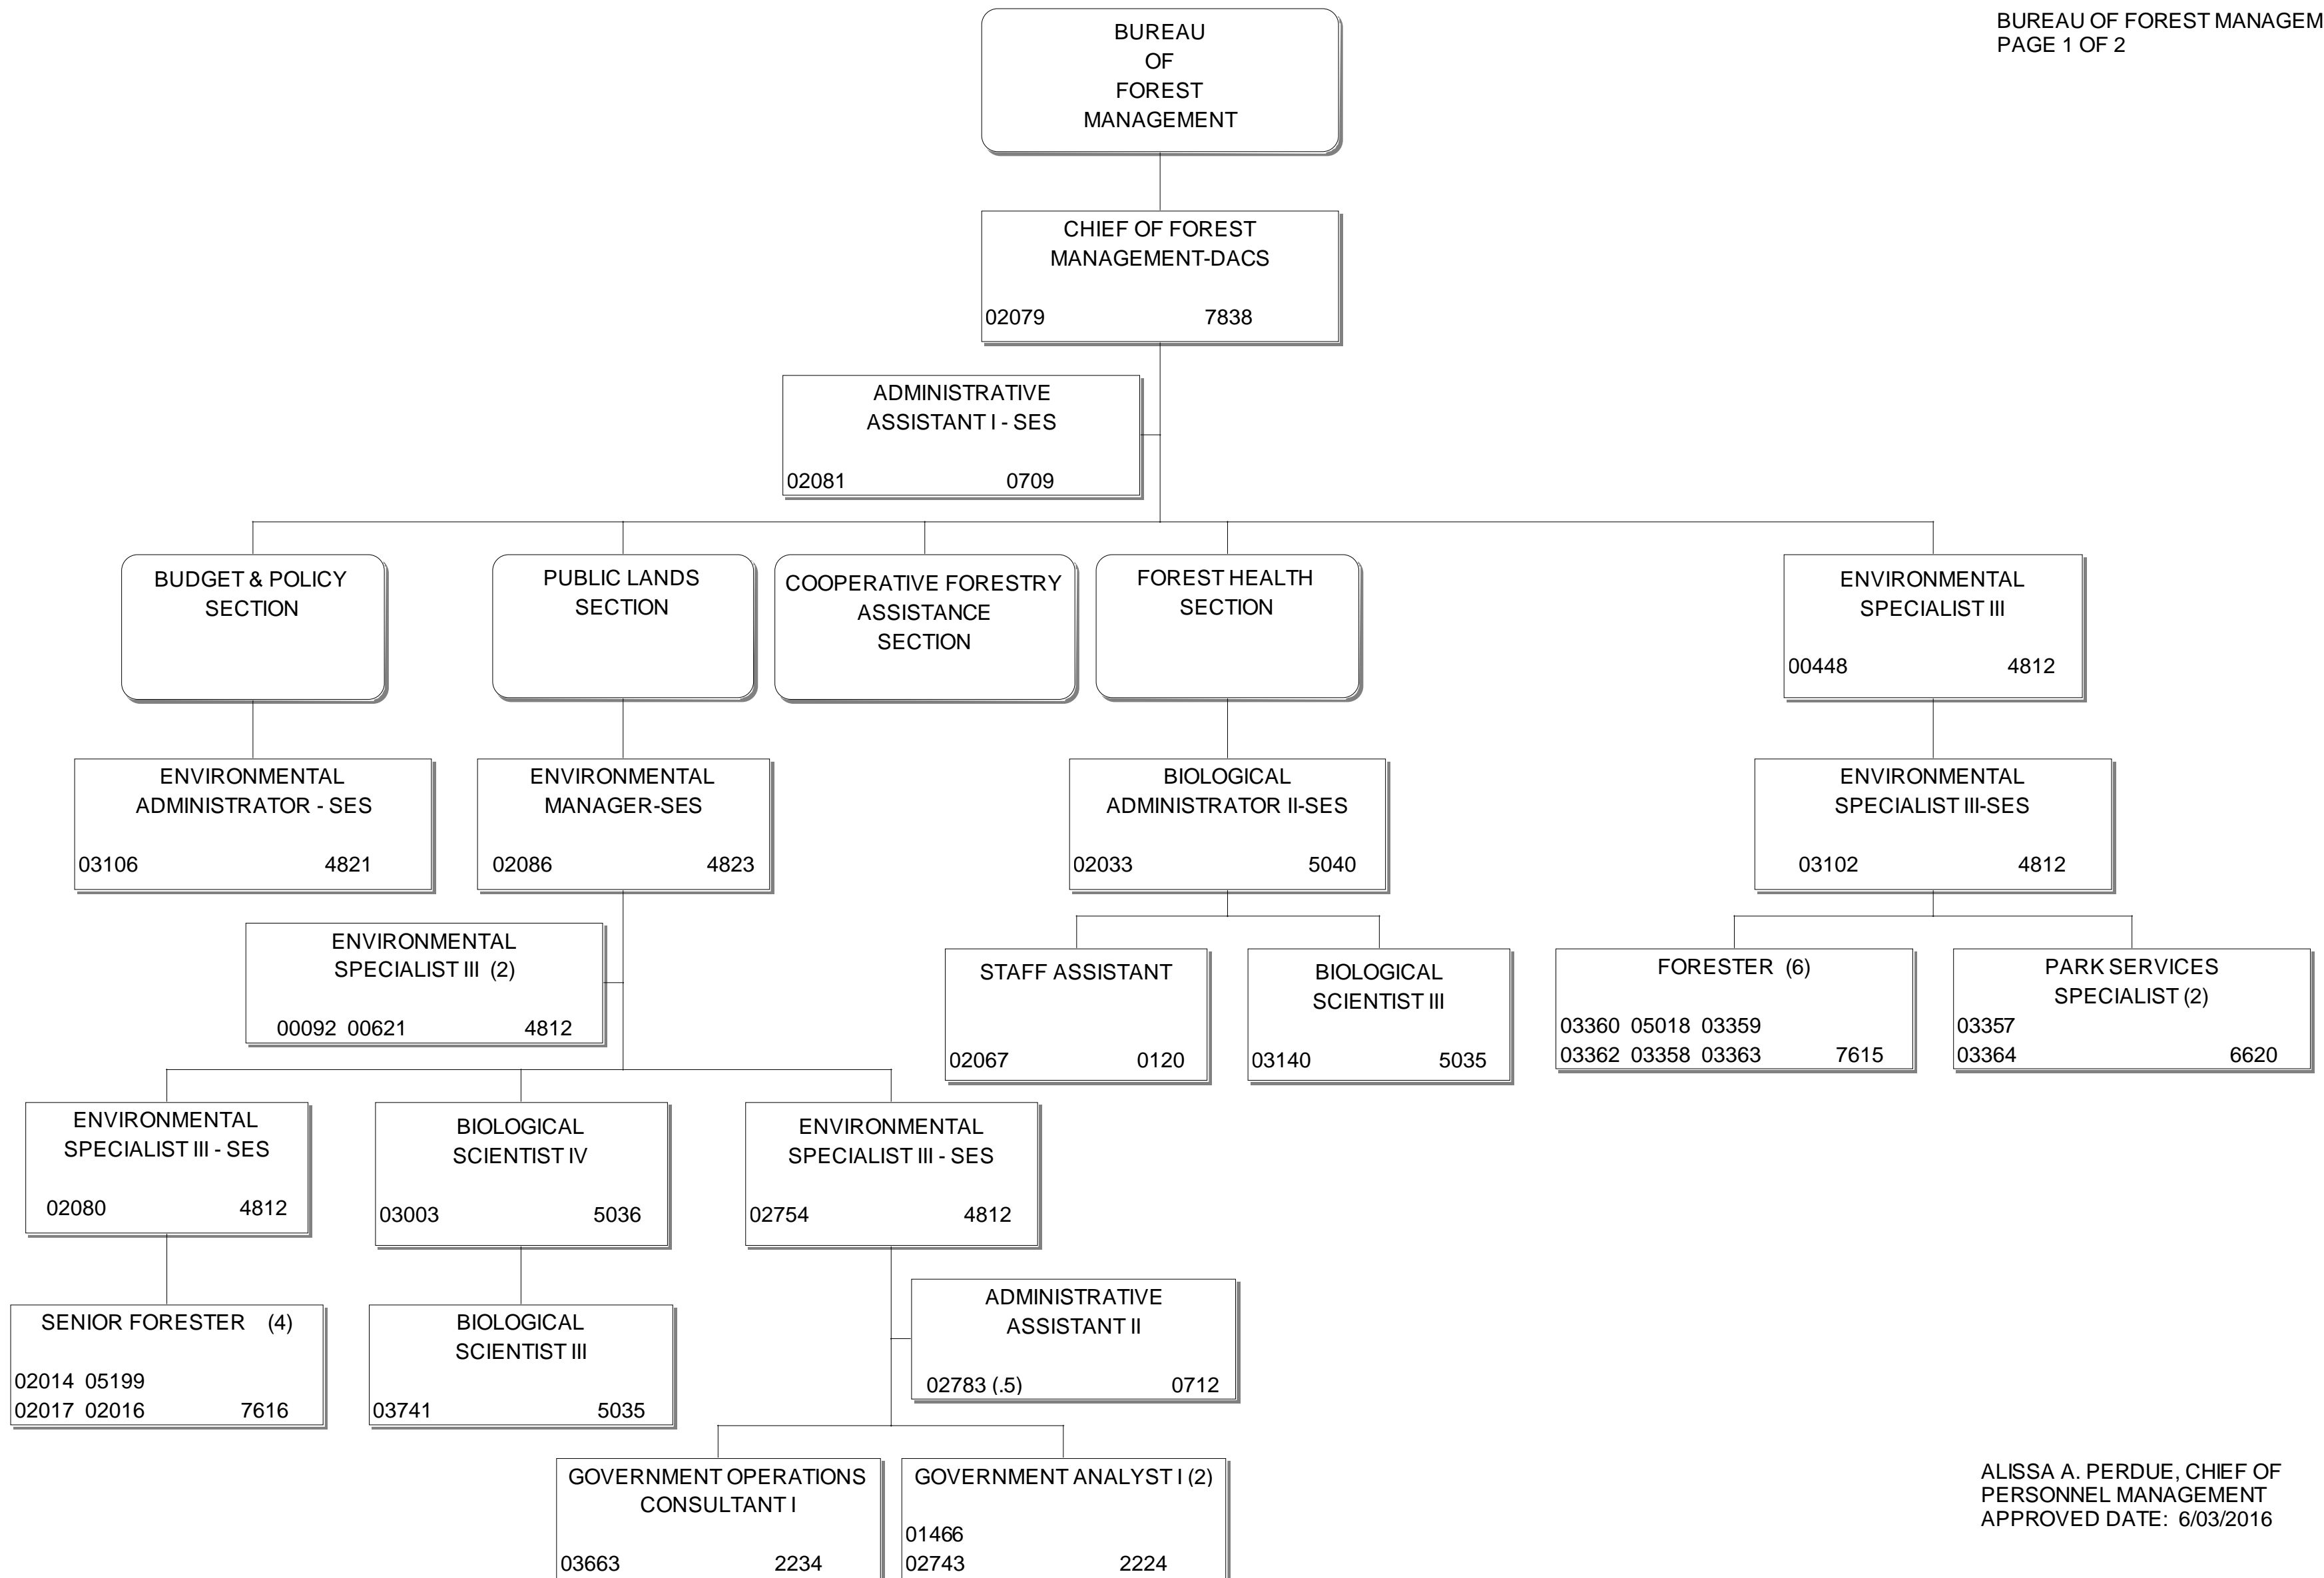 BUREAU OF FOREST MANAGEM
PAGE 1 OF 2
BUREAU
OF
FOREST
MANAGEMENT
CHIEF OF FOREST
MANAGEMENT-DACS
02079 7838
ADMINISTRATIVE
ASSISTANT I - SES
02081 0709
BUDGET & POLICY
SECTION
PUBLIC LANDS
SECTION
COOPERATIVE FORESTRY
ASSISTANCE
SECTION
FOREST HEALTH
SECTION
ENVIRONMENTAL
SPECIALIST III
00448 4812
ENVIRONMENTAL
ADMINISTRATOR - SES
03106 4821
ENVIRONMENTAL
MANAGER-SES
02086 4823
BIOLOGICAL
ADMINISTRATOR II-SES
02033 5040
ENVIRONMENTAL
SPECIALIST III-SES
03102 4812
ENVIRONMENTAL
SPECIALIST III (2)
00092 00621 4812
STAFF ASSISTANT
02067 0120
BIOLOGICAL
SCIENTIST III
03140 5035
FORESTER (6)
03360 05018 03359
03362 03358 03363 7615
PARK SERVICES
SPECIALIST (2)
03357
03364 6620
ENVIRONMENTAL
SPECIALIST III - SES
02080 4812
BIOLOGICAL
SCIENTIST IV
03003 5036
ENVIRONMENTAL
SPECIALIST III - SES
02754 4812
SENIOR FORESTER (4)
02014 05199
02017 02016 7616
BIOLOGICAL
SCIENTIST III
03741 5035
ADMINISTRATIVE
ASSISTANT II
02783 (.5) 0712
GOVERNMENT OPERATIONS
CONSULTANT I
03663 2234
GOVERNMENT ANALYST I (2)
01466
02743 2224
ALISSA A. PERDUE, CHIEF OF
PERSONNEL MANAGEMENT
APPROVED DATE: 6/03/2016